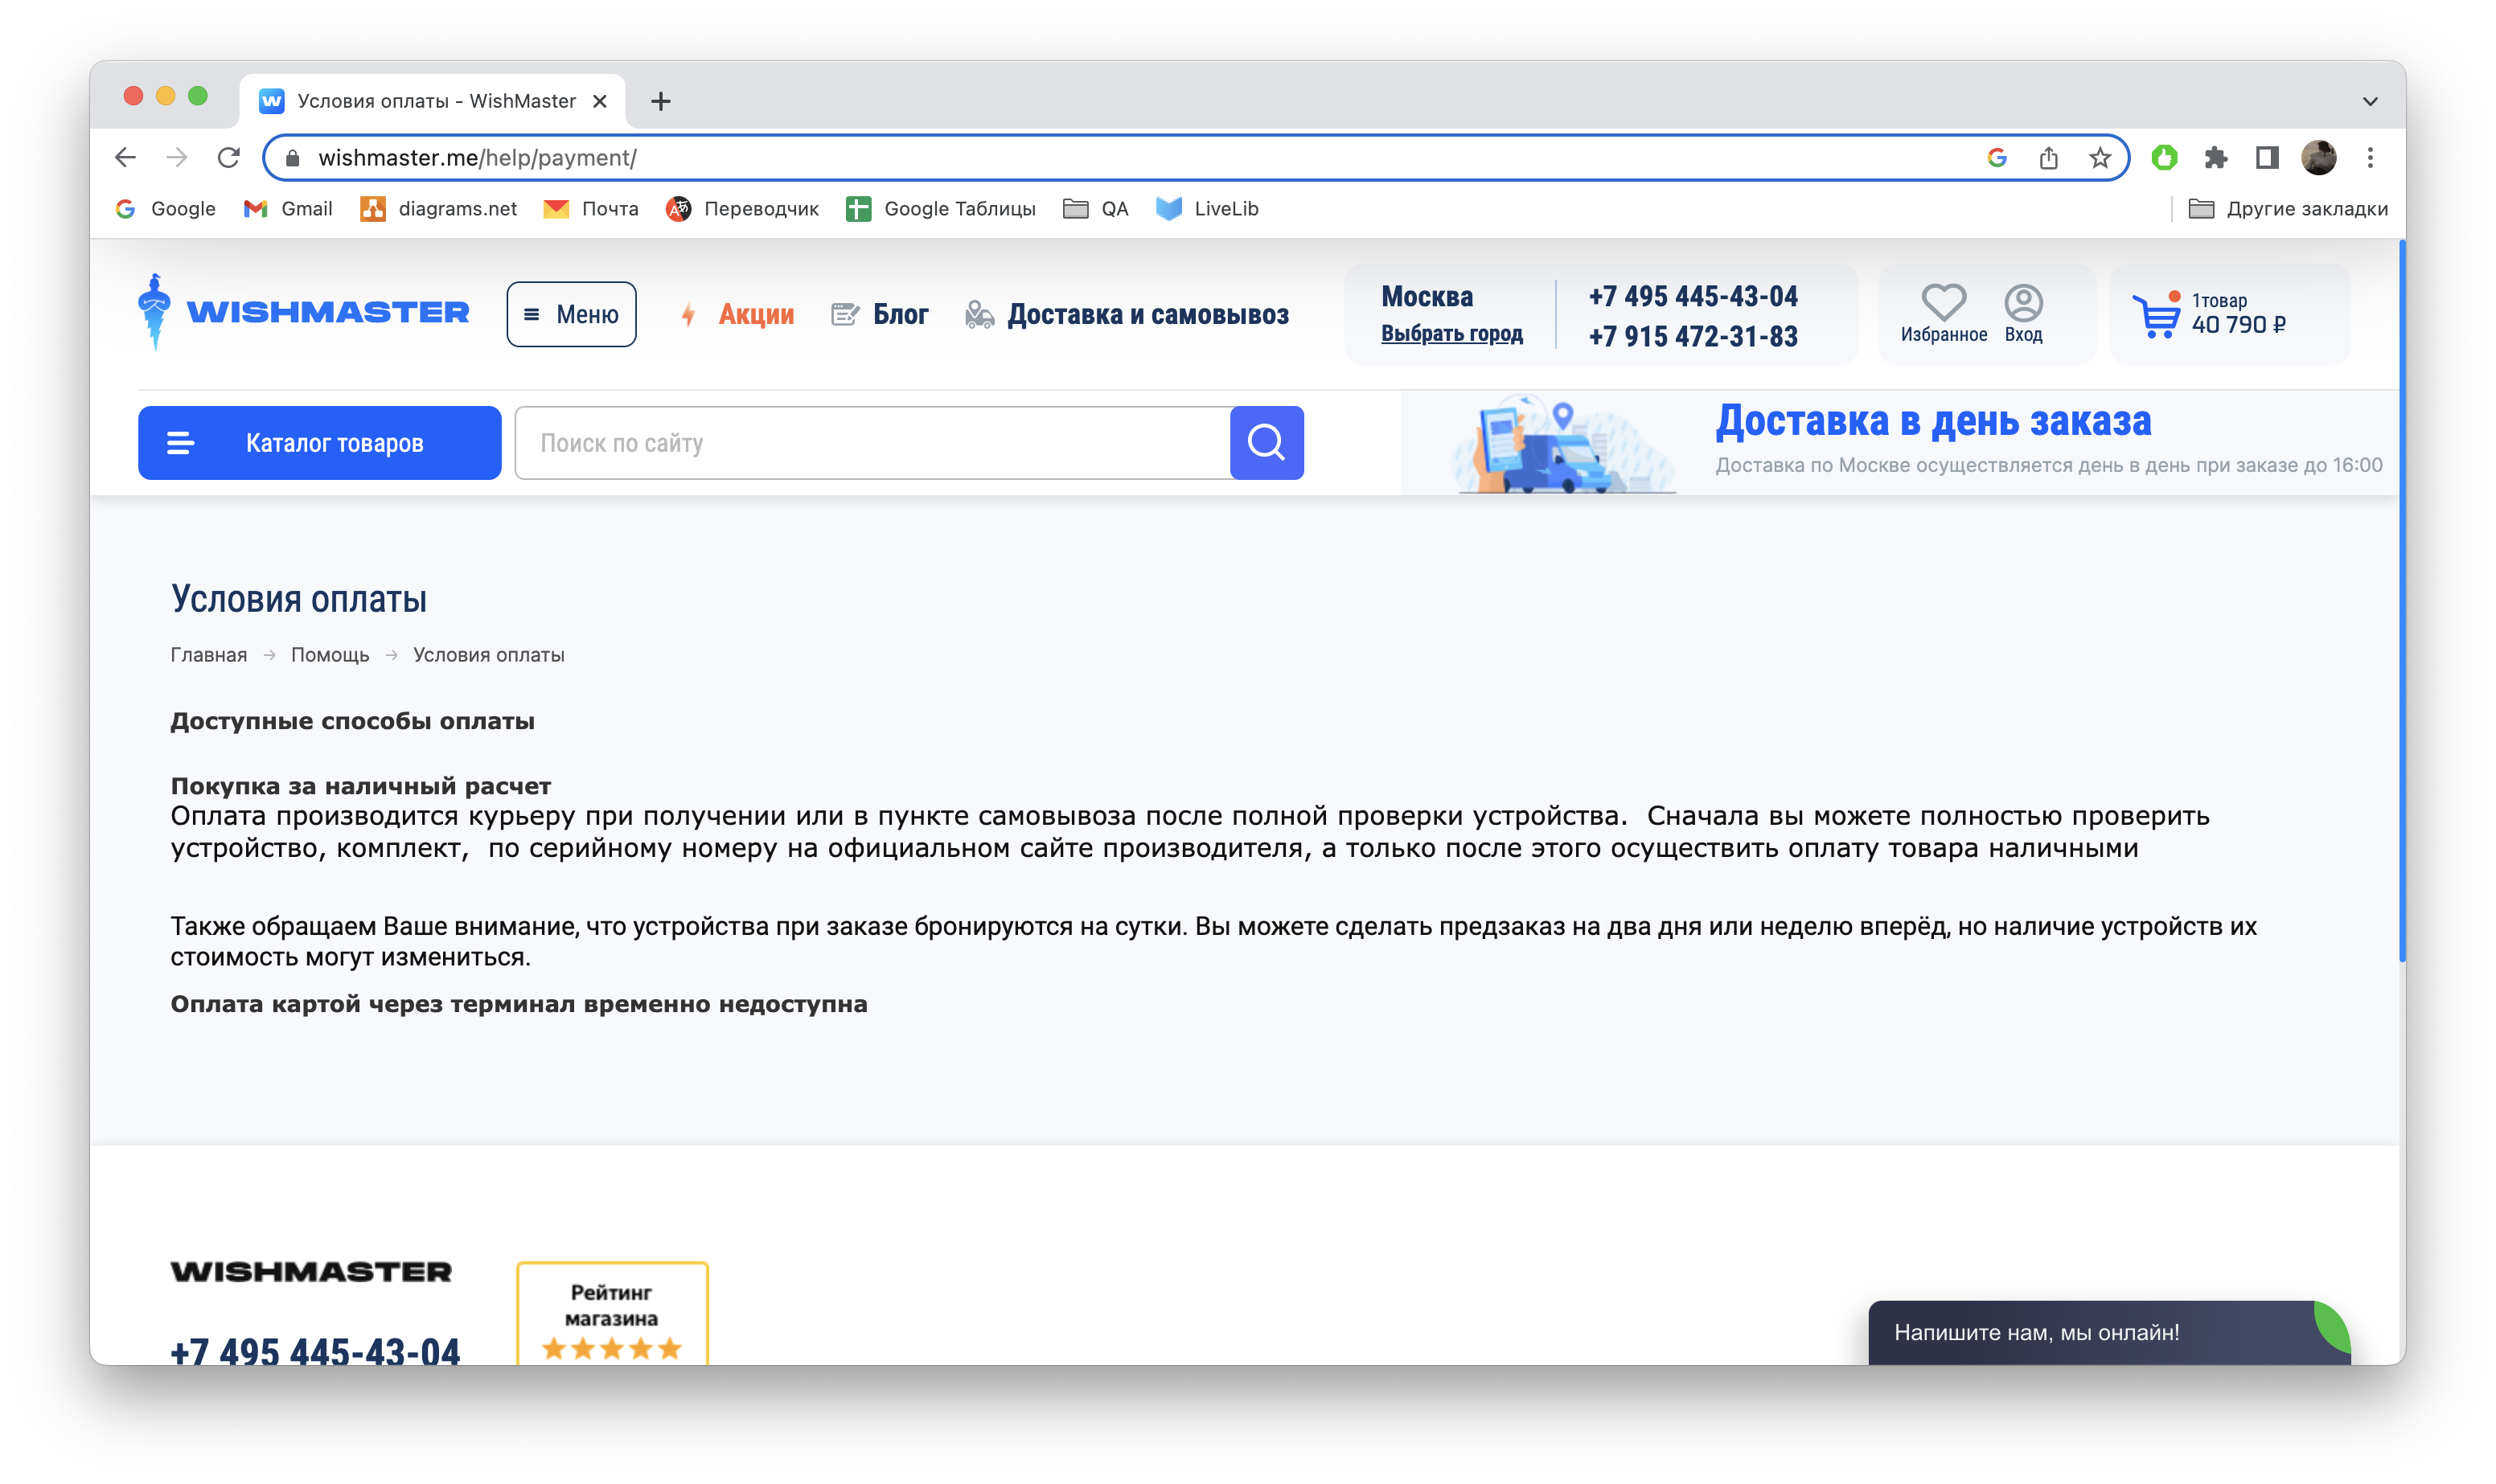 Условия оплаты - WishMaster
wishmaster.me/help/payment/
Google
Gmail
diagrams.net
Почта
Переводчик
Google Таблицы
QA
LiveLib
Другие закладки
WISHMASTER
Меню
Акции
Блог
Доставка и самовывоз
Москва
Выбрать город
+7 495 445-43-04
+7 915 472-31-83
Избранное
Вход
1товар
40 790 ₽
Каталог товаров
Поиск по сайту
Доставка в день заказа
Доставка по Москве осуществляется день в день при заказе до 16:00
Условия оплаты
Главная → Помощь → Условия оплаты
Доступные способы оплаты
Покупка за наличный расчет
Оплата производится курьеру при получении или в пункте самовывоза после полной проверки устройства.  Сначала вы можете полностью проверить
устройство, комплект,  по серийному номеру на официальном сайте производителя, а только после этого осуществить оплату товара наличными
Также обращаем Ваше внимание, что устройства при заказе бронируются на сутки. Вы можете сделать предзаказ на два дня или неделю вперёд, но наличие устройств их
стоимость могут измениться.
Оплата картой через терминал временно недоступна
WISHMASTER
+7 495 445-43-04
Рейтинг
магазина
Напишите нам, мы онлайн!